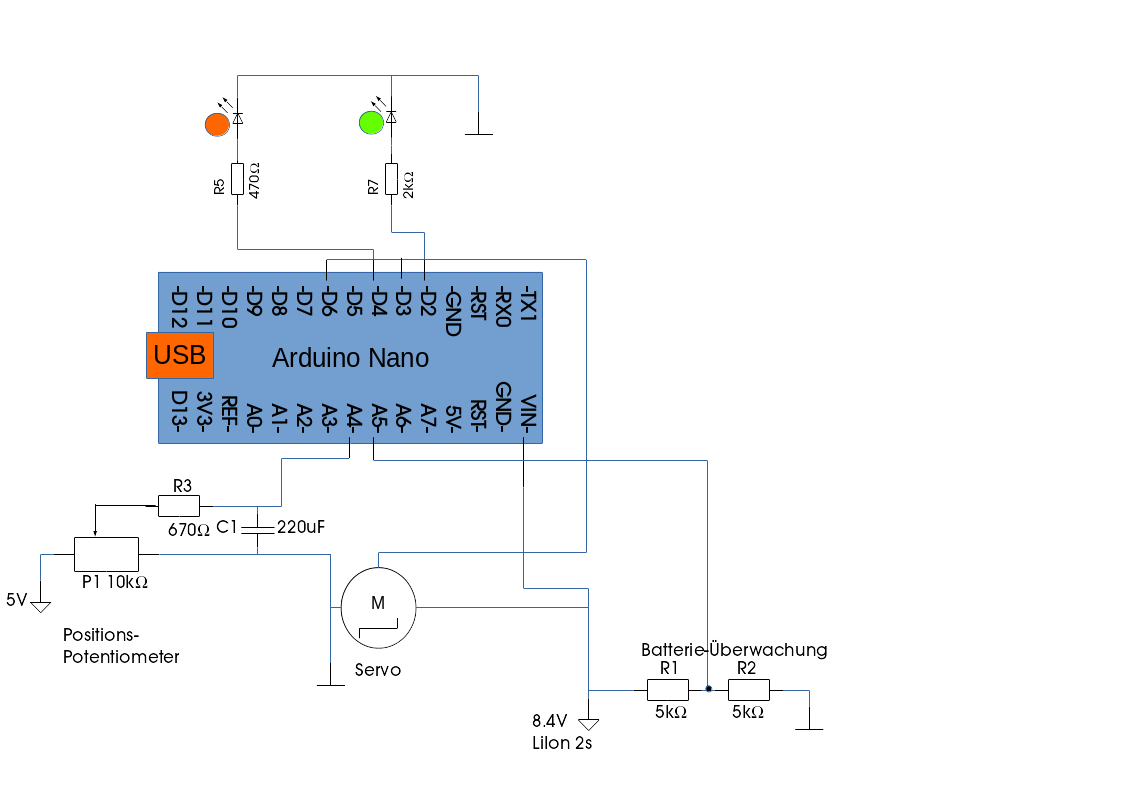 R5
470Ω
R7
2kΩ
-D12
-D11
-D10
-D9
-D8
-D7
-D6
-D5
-D4
-D3
-D2
-GND
-RST
-RX0
-TX1
USB
Arduino Nano
D13-
3V3-
REF-
A0-
A1-
A2-
A3-
A4-
A5-
A6-
A7-
5V-
RST-
GND-
VIN-
R3
670Ω
C1
220uF
P1 10kΩ
5V
M
Positions-
Potentiometer
Servo
Batterie-Überwachung
R1
R2
5kΩ
5kΩ
8.4V
LiIon 2s